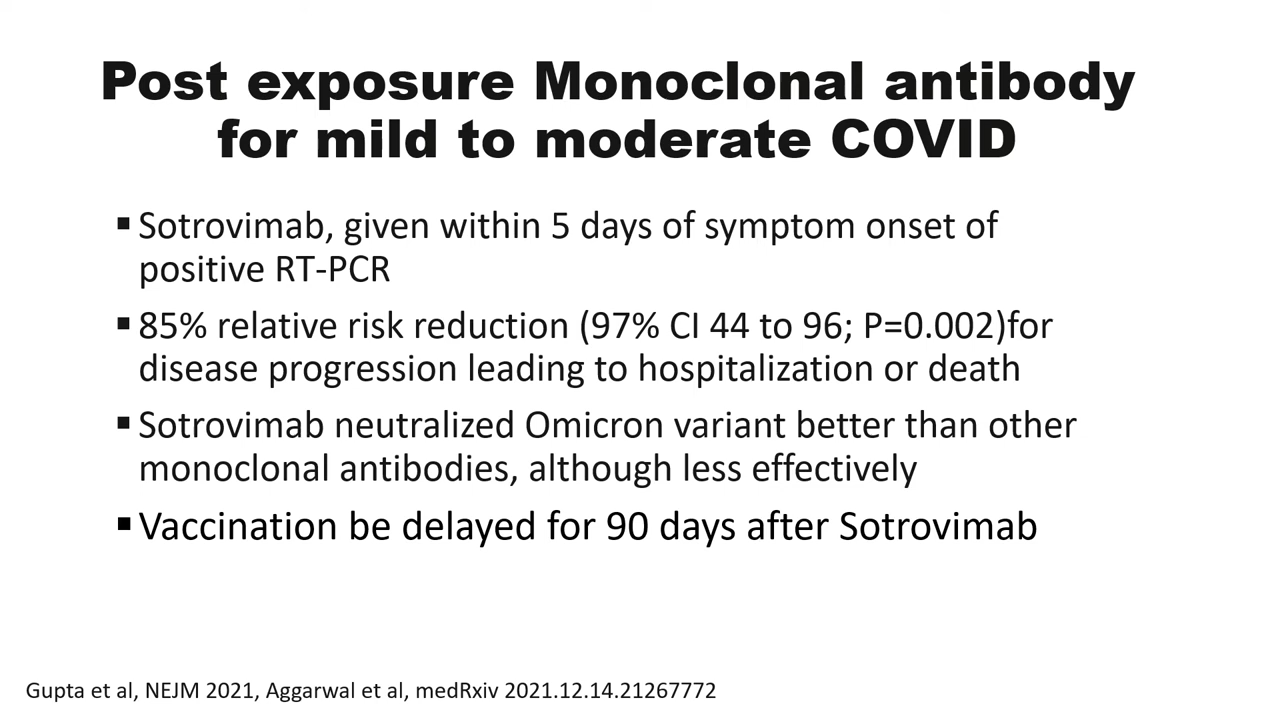 Post exposure Monoclonal antibody
for mild to moderate COVID
▪ Sotrovimab, given within 5 days of symptom onset of
positive RT-PCR
▪ 85% relative risk reduction (97% CI 44 to 96; P=0.002)for
disease progression leading to hospitalization or death
▪ Sotrovimab neutralized Omicron variant better than other
monoclonal antibodies, although less effectively
▪ Vaccination be delayed for 90 days after Sotrovimab
Gupta et al, NEJM 2021, Aggarwal et al, medRxiv 2021.12.14.21267772